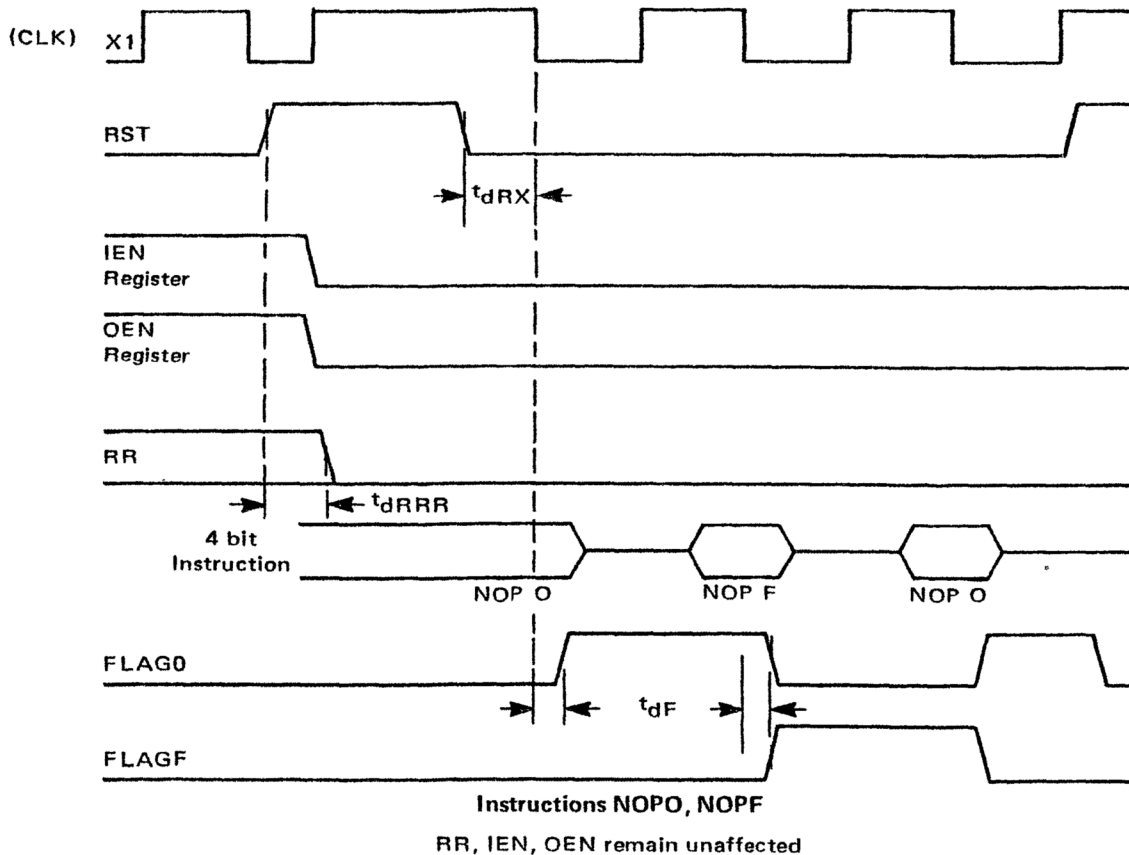 (CLK) X1
RST
tdRX
IEN
Register
OEN
Register
RR
tdRRR
4 bit
Instruction
NOP O NOP F NOP O
FLAG0
tdF
FLAGF
Instructions NOPO, NOPF
RR, IEN, OEN remain unaffected